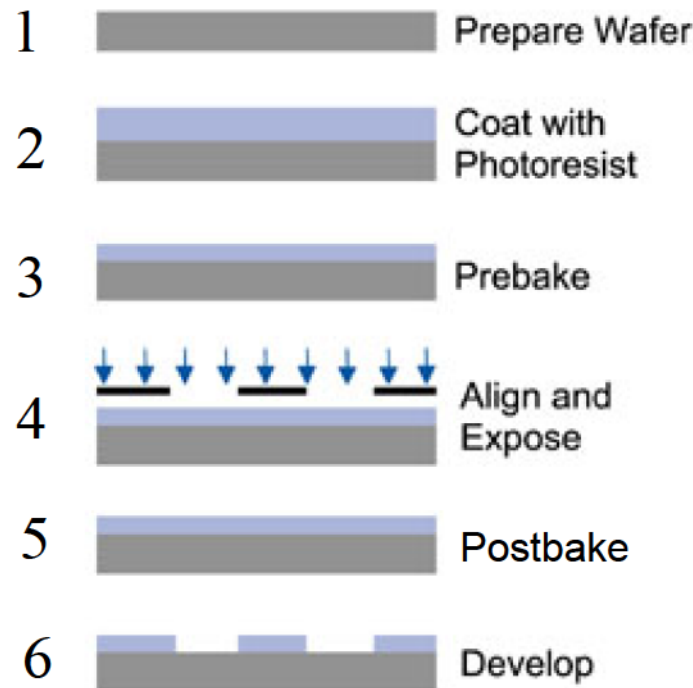 1 Prepare Wafer
2 Coat with
Photoresist
3 Prebake
4 Align and
Expose
5 Postbake
6 Develop